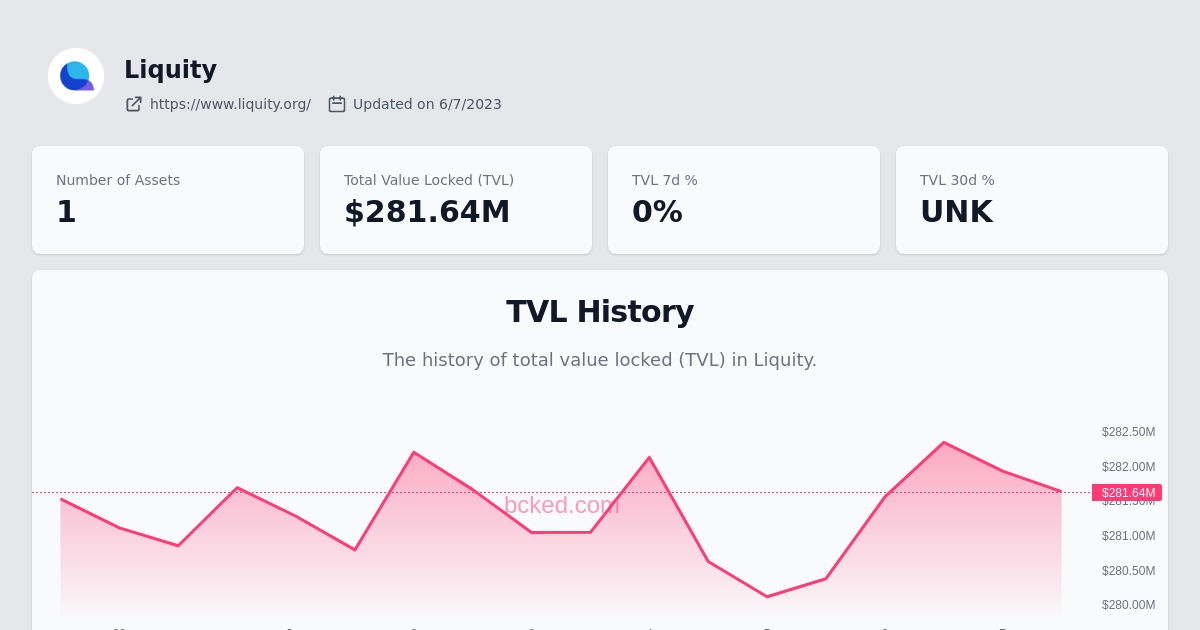 Liquity
https://www.liquity.org/ Updated on 6/7/2023
Number of Assets
1
Total Value Locked (TVL)
$281.64M
TVL 7d %
0%
TVL 30d %
UNK
TVL History
The history of total value locked (TVL) in Liquity.
bcked.com
$282.50M
$282.00M
$281.64M
$281.50M
$281.00M
$280.50M
$280.00M